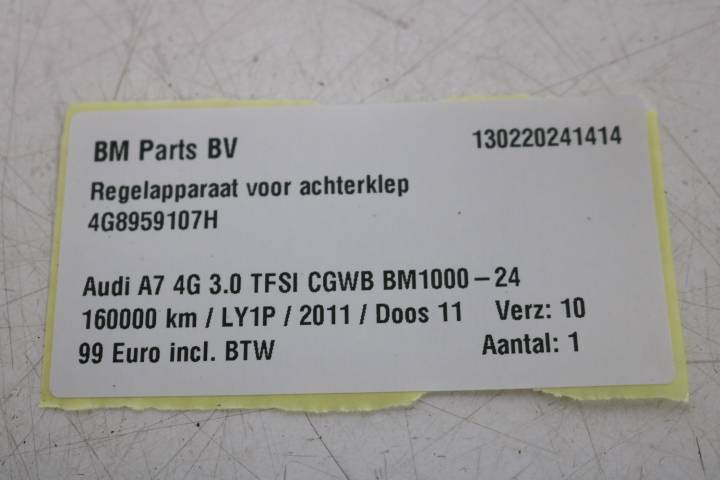 BM Parts BV 130220241414
Regelapparaat voor achterklep
4G8959107H
Audi A7 4G 3.0 TFSI CGWB BM1000-24
160000 km / LY1P / 2011 / Doos 11 Verz: 10
99 Euro incl. BTW Aantal: 1